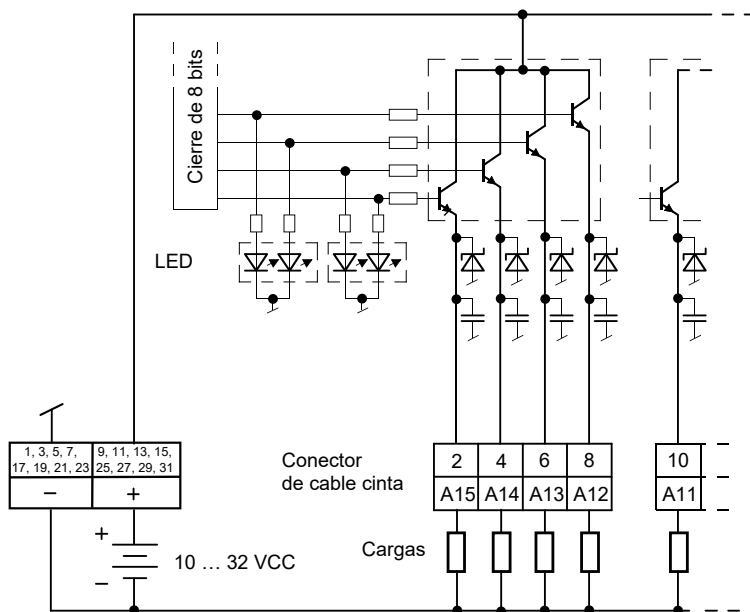 Cierre de 8 bits
LED
1, 3, 5, 7,
17, 19, 21, 23
9, 11, 13, 15,
25, 27, 29, 31
−
+
Conector
de cable cinta
2
4
6
8
10
A15
A14
A13
A12
A11
+
−
10 … 32 VCC
Cargas